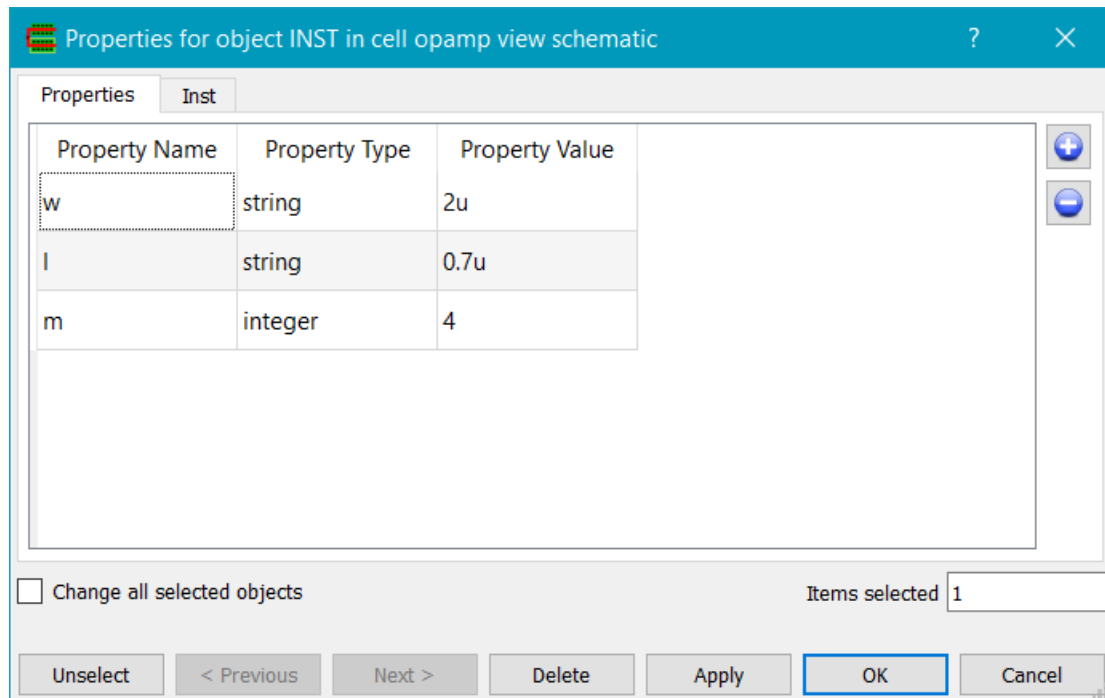 Properties for object INST in cell opamp view schematic ? ×
Properties Inst
Property Name Property Type Property Value
w string 2u
l string 0.7u
m integer 4
Change all selected objects Items selected 1
Unselect < Previous Next > Delete Apply OK Cancel